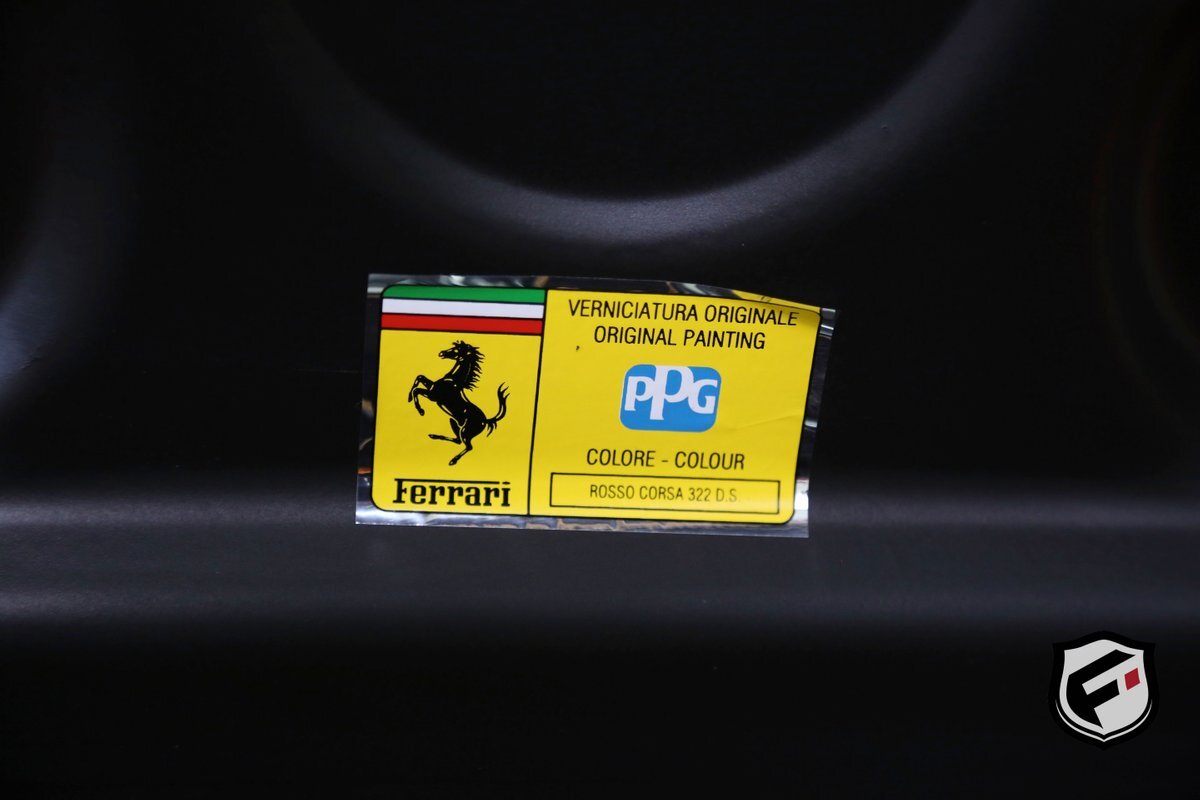 VERNICIATURA ORIGINALE
ORIGINAL PAINTING
PPG
COLORE - COLOUR
ROSSO CORSA 322 D.S.
Ferrari